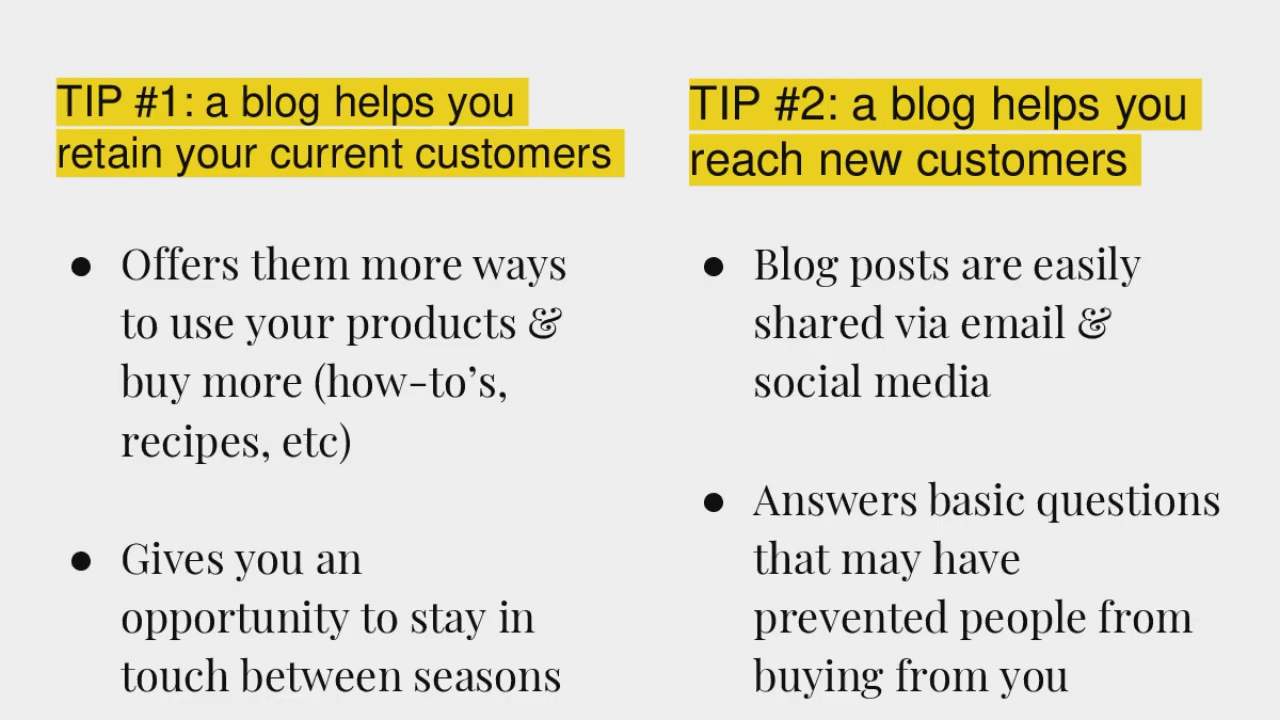 TIP #1: a blog helps you
retain your current customers
● Offers them more ways
to use your products &
buy more (how-to’s,
recipes, etc)
● Gives you an
opportunity to stay in
touch between seasons
TIP #2: a blog helps you
reach new customers
● Blog posts are easily
shared via email &
social media
● Answers basic questions
that may have
prevented people from
buying from you